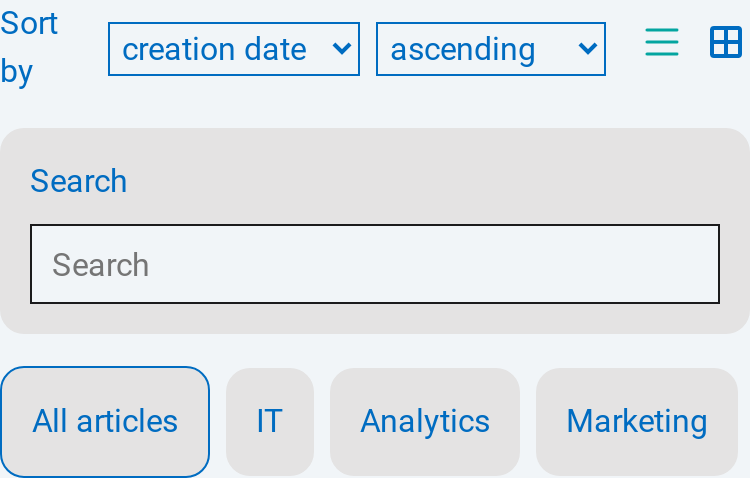 Sort by
creation date
ascending
Search
Search
All articles
IT
Analytics
Marketing